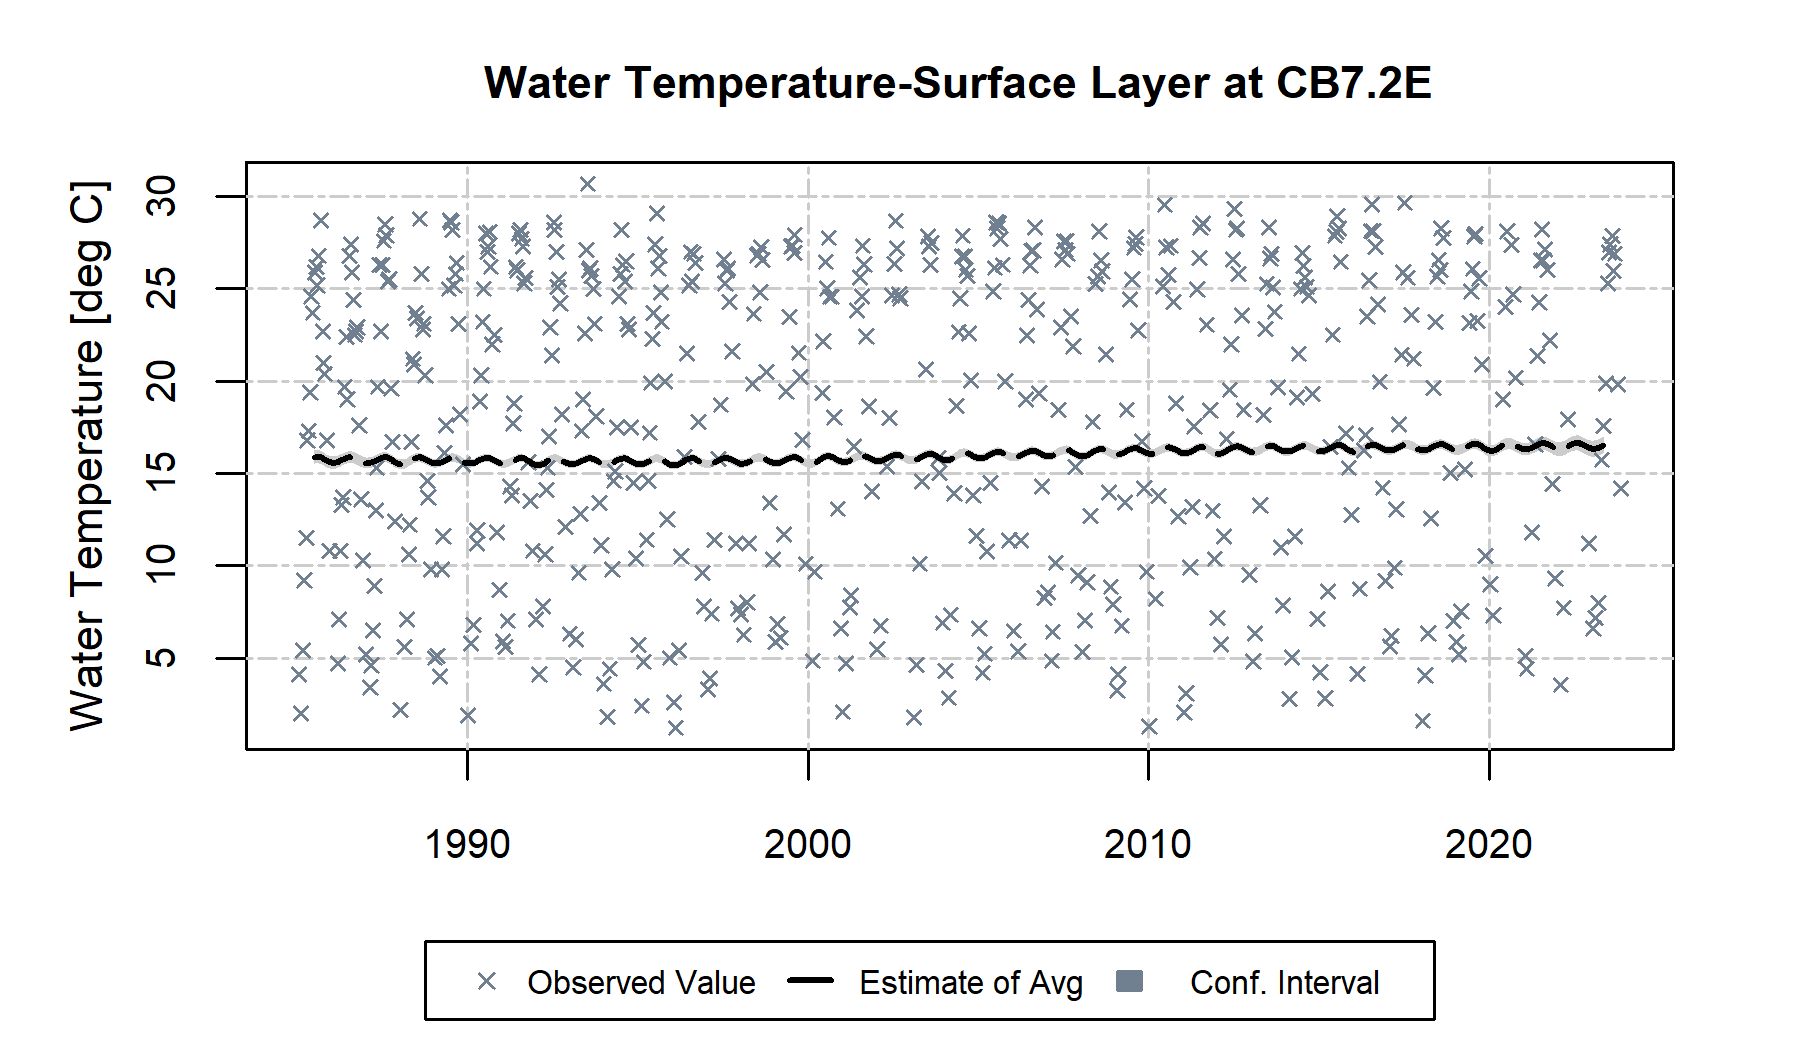 Water Temperature-Surface Layer at CB7.2E
Water Temperature [deg C]
30
25
20
15
10
5
1990 2000 2010 2020
Observed Value Estimate of Avg Conf. Interval